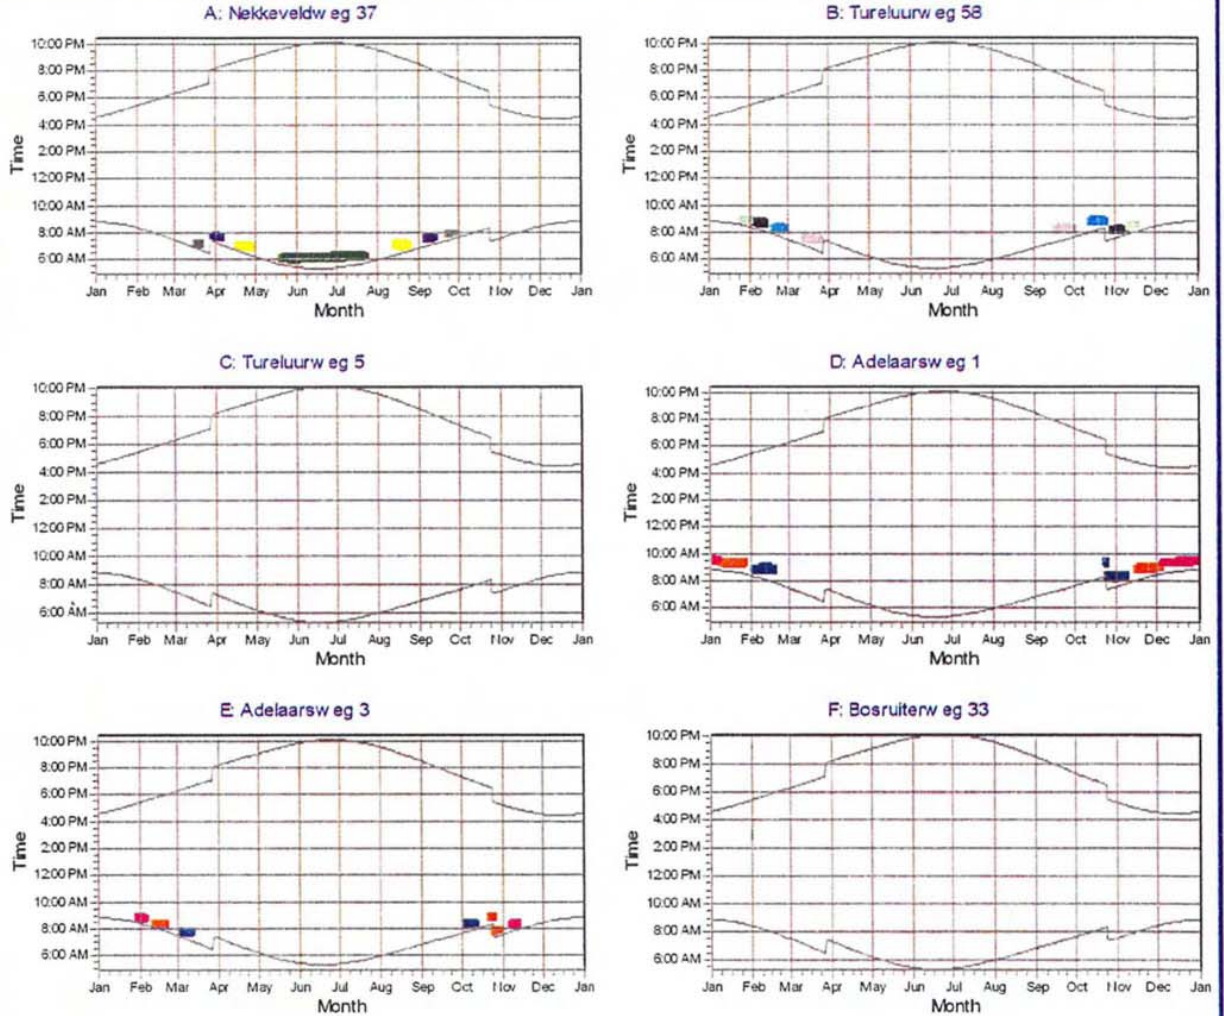 A: Nekkeveldw eg 37
10:00 PM
8:00 PM
6:00 PM
4:00 PM
2:00 PM
12:00 PM
10:00 AM
8:00 AM
6:00 AM
Time
Jan Feb Mar Apr May Jun Jul Aug Sep Oct Nov Dec Jan
Month
B: Tureluurw eg 58
10:00 PM
8:00 PM
6:00 PM
4:00 PM
2:00 PM
12:00 PM
10:00 AM
8:00 AM
6:00 AM
Time
Jan Feb Mar Apr May Jun Jul Aug Sep Oct Nov Dec Jan
Month
C: Tureluurw eg 5
10:00 PM
8:00 PM
6:00 PM
4:00 PM
2:00 PM
12:00 PM
10:00 AM
8:00 AM
6:00 AM
Time
Jan Feb Mar Apr May Jun Jul Aug Sep Oct Nov Dec Jan
Month
D: Adelaarsw eg 1
10:00 PM
8:00 PM
6:00 PM
4:00 PM
2:00 PM
12:00 PM
10:00 AM
8:00 AM
6:00 AM
Time
Jan Feb Mar Apr May Jun Jul Aug Sep Oct Nov Dec Jan
Month
E: Adelaarsw eg 3
10:00 PM
8:00 PM
6:00 PM
4:00 PM
2:00 PM
12:00 PM
10:00 AM
8:00 AM
6:00 AM
Time
Jan Feb Mar Apr May Jun Jul Aug Sep Oct Nov Dec Jan
Month
F: Bosruiterw eg 33
10:00 PM
8:00 PM
6:00 PM
4:00 PM
2:00 PM
12:00 PM
10:00 AM
8:00 AM
6:00 AM
Time
Jan Feb Mar Apr May Jun Jul Aug Sep Oct Nov Dec Jan
Month